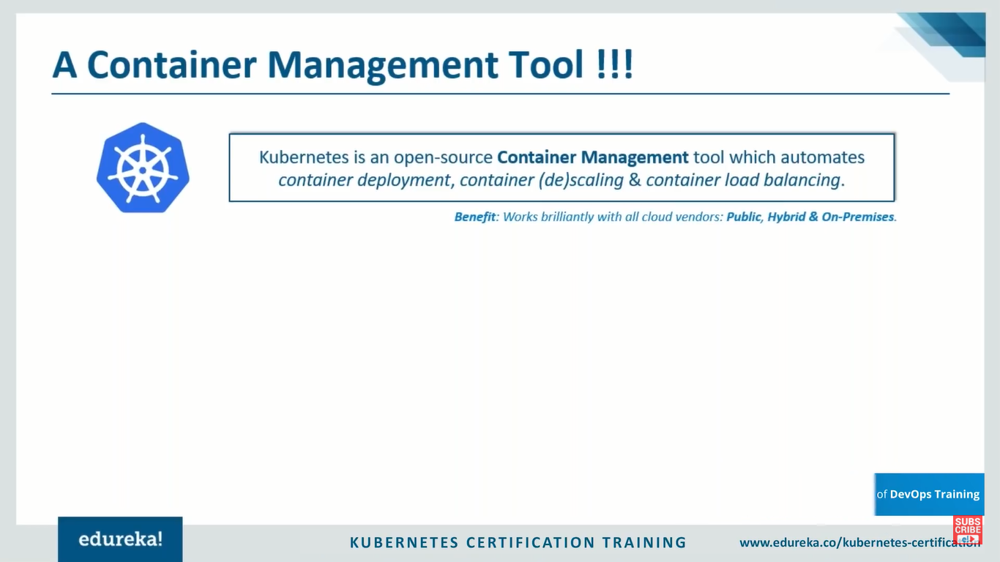 A Container Management Tool !!!
Kubernetes is an open-source Container Management tool which automates
container deployment, container (de)scaling & container load balancing.
Benefit: Works brilliantly with all cloud vendors: Public, Hybrid & On-Premises.
of DevOps Training
SUBS
CRIBE
e!
edureka!
KUBERNETES CERTIFICATION TRAINING
www.edureka.co/kubernetes-certification